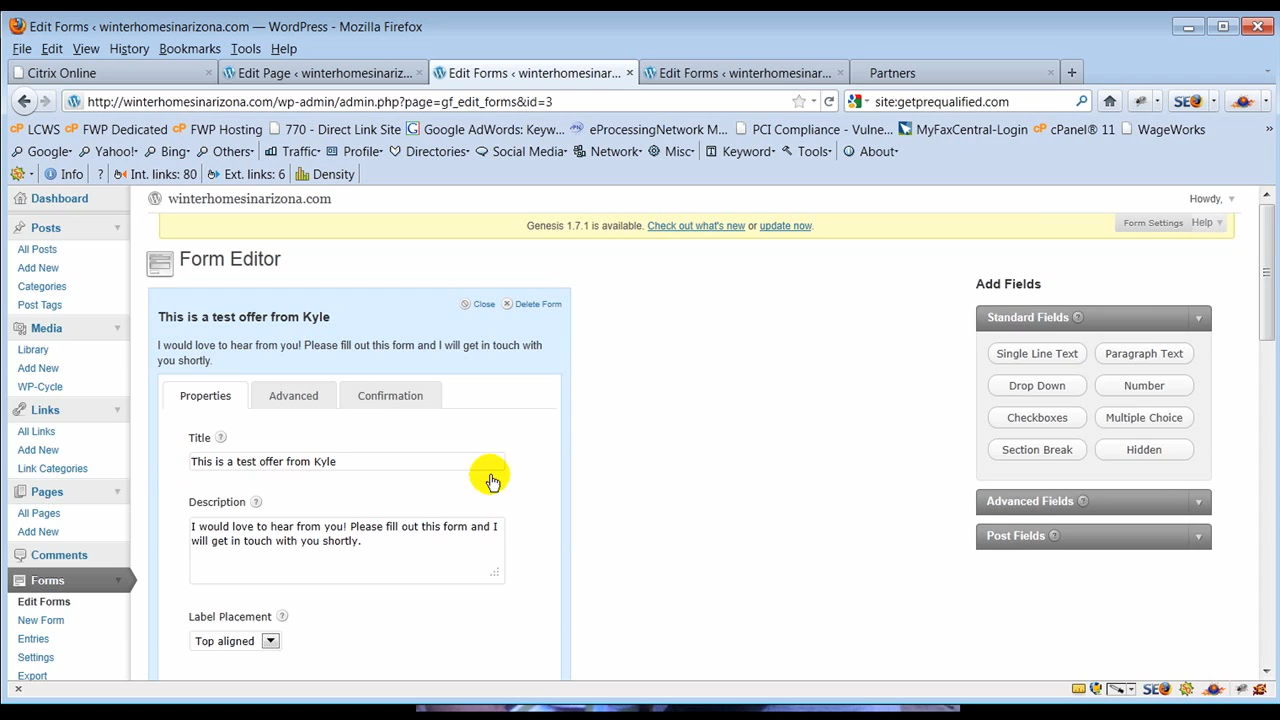 Edit Forms ‹ winterhomesinarizona.com — WordPress - Mozilla Firefox
File Edit View History Bookmarks Tools Help
Citrix Online
Edit Page ‹ winterhomesinariz...
Edit Forms ‹ winterhomesinar...
Edit Forms ‹ winterhomesinar...
Partners
http://winterhomesinarizona.com/wp-admin/admin.php?page=gf_edit_forms&id=3
site:getprequalified.com
SEO
LCWS FWP Dedicated FWP Hosting 770 - Direct Link Site Google AdWords: Keyw... eProcessingNetwork M... PCI Compliance - Vulne... MyFaxCentral-Login cPanel® 11 WageWorks
Google Yahoo! Bing Others Traffic Profile Directories Social Media Network Misc Keyword Tools About
Info ? Int. links: 80 Ext. links: 6 Density
winterhomesinarizona.com
Howdy,
Genesis 1.7.1 is available. Check out what's new or update now.
Form Settings Help
Dashboard
Posts
All Posts
Add New
Categories
Post Tags
Media
Library
Add New
WP-Cycle
Links
All Links
Add New
Link Categories
Pages
All Pages
Add New
Comments
Forms
Edit Forms
New Form
Entries
Settings
Export
Form Editor
Close Delete Form
This is a test offer from Kyle
I would love to hear from you! Please fill out this form and I will get in touch with
you shortly.
Properties Advanced Confirmation
Title ?
This is a test offer from Kyle
Description ?
I would love to hear from you! Please fill out this form and I
will get in touch with you shortly.
Label Placement ?
Top aligned
Add Fields
Standard Fields ?
Single Line Text Paragraph Text
Drop Down Number
Checkboxes Multiple Choice
Section Break Hidden
Advanced Fields ?
Post Fields ?
SEO